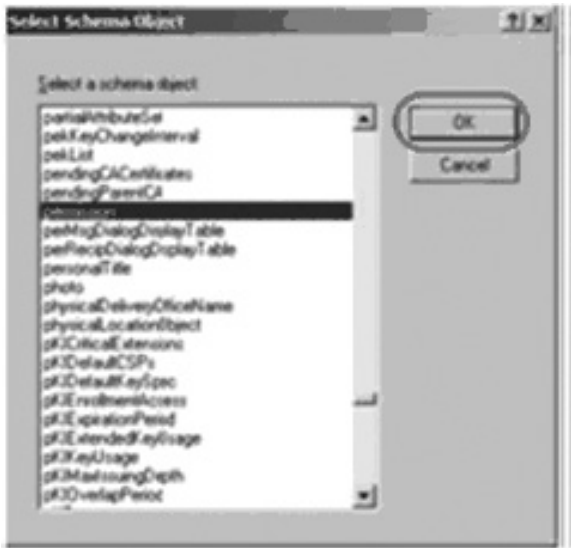 Select Schema Object
Select a schema object:
partialAttributeSet
pekKeyChangeInterval
pekList
pendingCACertificates
pendingParentCA
perMsgDialogDisplayTable
perRecipDialogDisplayTable
personalTitle
photo
physicalDeliveryOfficeName
physicalLocationObject
pKICriticalExtensions
pKIDefaultCSPs
pKIDefaultKeySpec
pKIEnrollmentAccess
pKIExpirationPeriod
pKIExtendedKeyUsage
pKIKeyUsage
pKIMaxIssuingDepth
pKIOverlapPeriod
OK
Cancel